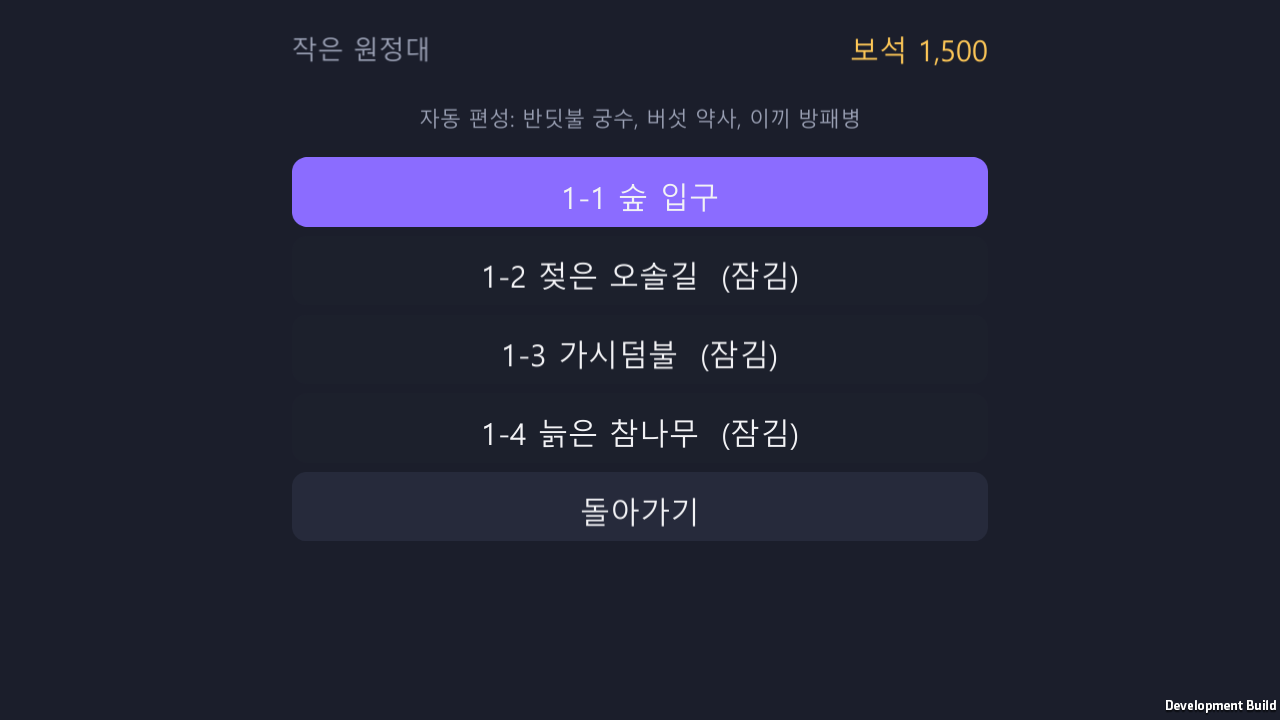 작은 원정대
보석 1,500
자동 편성: 반딧불 궁수, 버섯 약사, 이끼 방패병
1-1 숲 입구
1-2 젖은 오솔길 (잠김)
1-3 가시덤불 (잠김)
1-4 늙은 참나무 (잠김)
돌아가기
Development Build